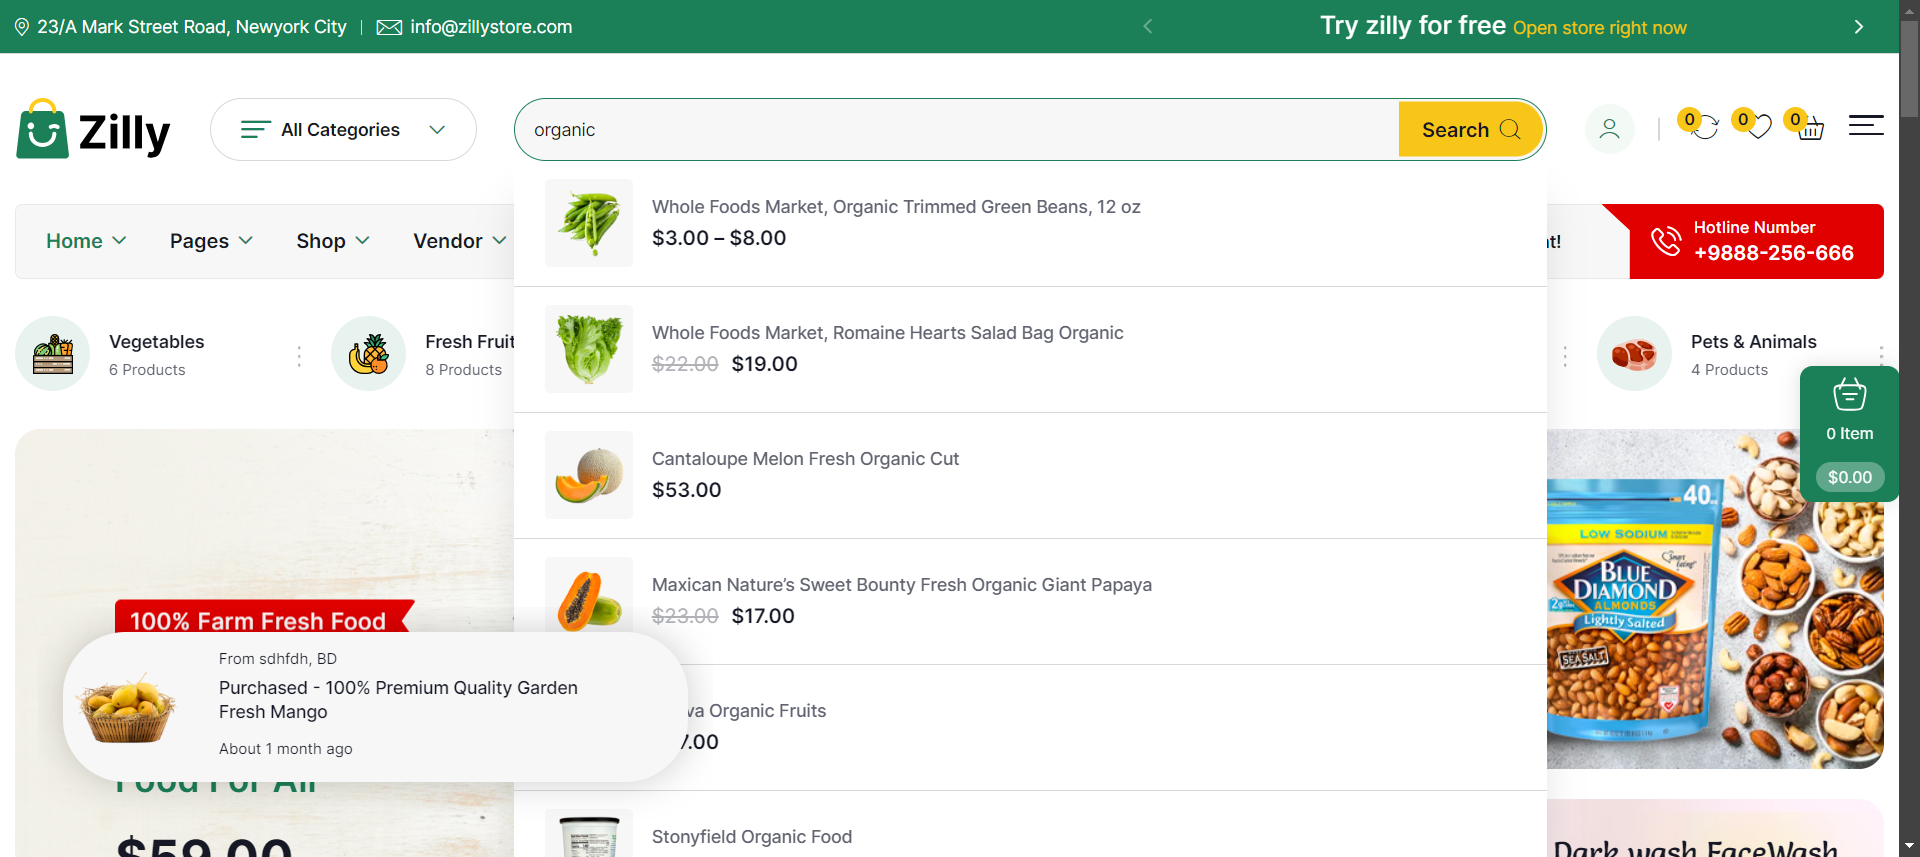 23/A Mark Street Road, Newyork City
info@zillystore.com
Try zilly for free Open store right now
Zilly
All Categories
organic
Search
0
0
0
Home
Pages
Shop
Vendor
Hotline Number
+9888-256-666
Whole Foods Market, Organic Trimmed Green Beans, 12 oz
$3.00 – $8.00
Whole Foods Market, Romaine Hearts Salad Bag Organic
$22.00 $19.00
Cantaloupe Melon Fresh Organic Cut
$53.00
Maxican Nature’s Sweet Bounty Fresh Organic Giant Papaya
$23.00 $17.00
Organic Fruits
Stonyfield Organic Food
Vegetables
6 Products
Fresh Fruit
8 Products
Pets & Animals
4 Products
0 Item
$0.00
100% Farm Fresh Food
From sdhfdh, BD
Purchased - 100% Premium Quality Garden
Fresh Mango
About 1 month ago
Food For All
$59.00
40
LOW SODIUM
BLUE
DIAMOND
ALMONDS
Lightly Salted
SEA SALT
Dark wash FaceWash